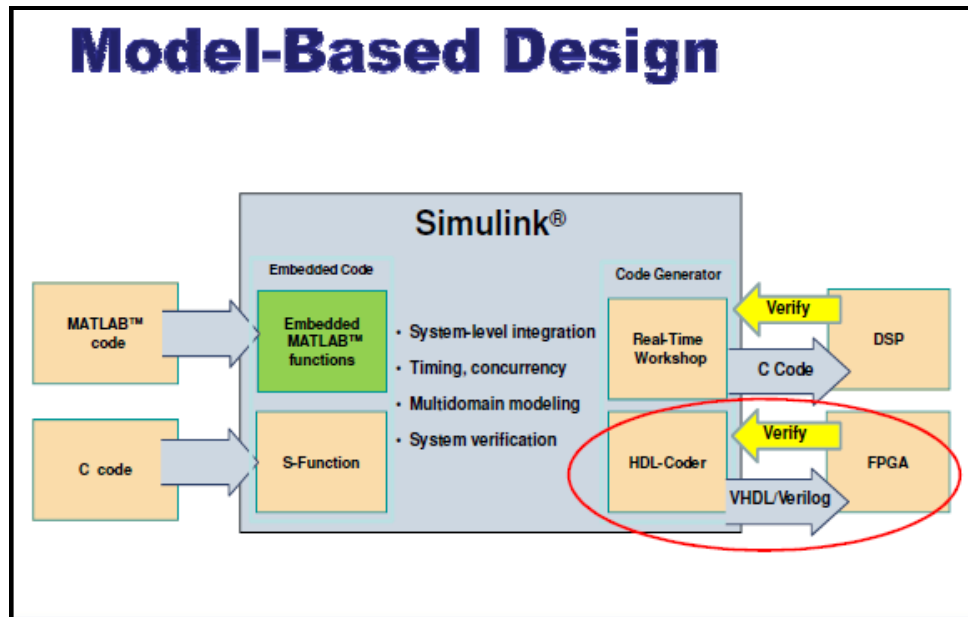 Model-Based Design
Simulink®
Embedded Code
Code Generator
MATLAB™
code
Embedded
MATLAB™
functions
• System-level integration
• Timing, concurrency
• Multidomain modeling
• System verification
Real-Time
Workshop
Verify
C Code
DSP
C code
S-Function
HDL-Coder
Verify
VHDL/Verilog
FPGA